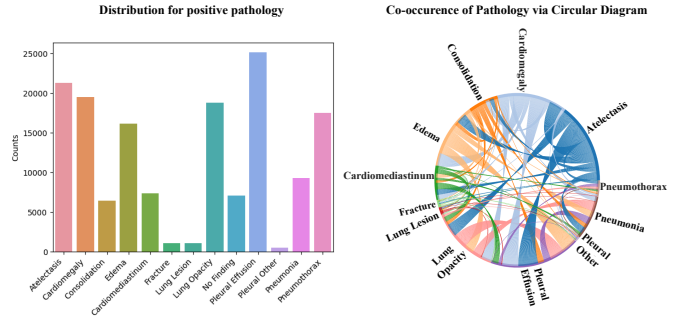 Distribution for positive pathology
Counts
25000
20000
15000
10000
5000
0
Atelectasis
Cardiomegaly
Consolidation
Edema
Cardiomediastinum
Fracture
Lung Lesion
Lung Opacity
No Finding
Pleural Effusion
Pleural Other
Pneumonia
Pneumothorax
Co-occurence of Pathology via Circular Diagram
Cardiomegaly
Consolidation
Atelectasis
Edema
Cardiomediastinum
Pneumothorax
Fracture
Pneumonia
Lung Lesion
Pleural
Other
Lung
Opacity
Pleural
Effusion